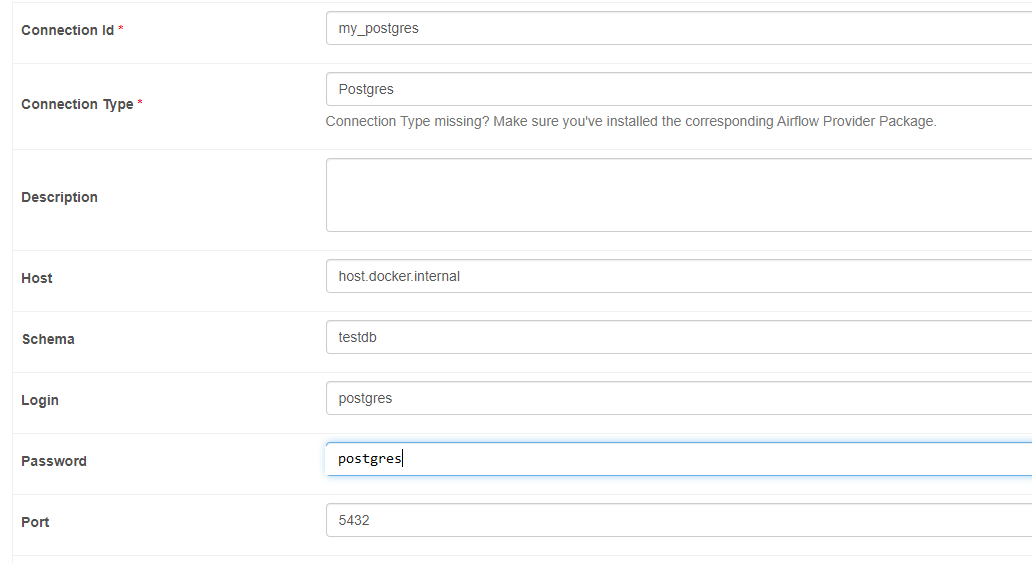 Connection Id *
my_postgres
Connection Type *
Postgres
Connection Type missing? Make sure you've installed the corresponding Airflow Provider Package.
Description
Host
host.docker.internal
Schema
testdb
Login
postgres
Password
postgres
Port
5432